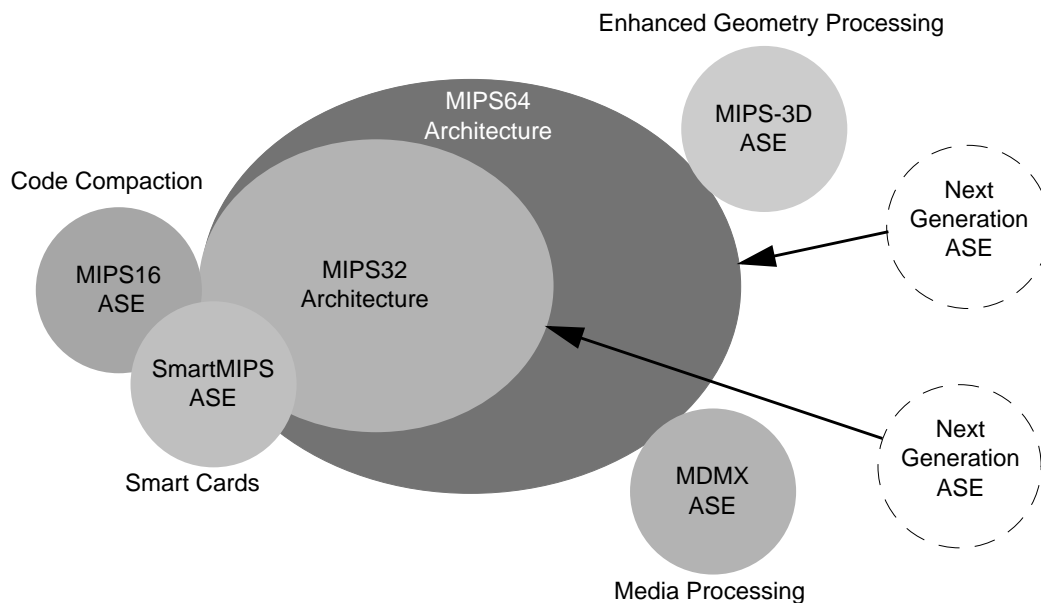 Enhanced Geometry Processing
MIPS64
Architecture
MIPS-3D
ASE
Code Compaction
Next
Generation
ASE
MIPS16
ASE
MIPS32
Architecture
SmartMIPS
ASE
Smart Cards
MDMX
ASE
Next
Generation
ASE
Media Processing